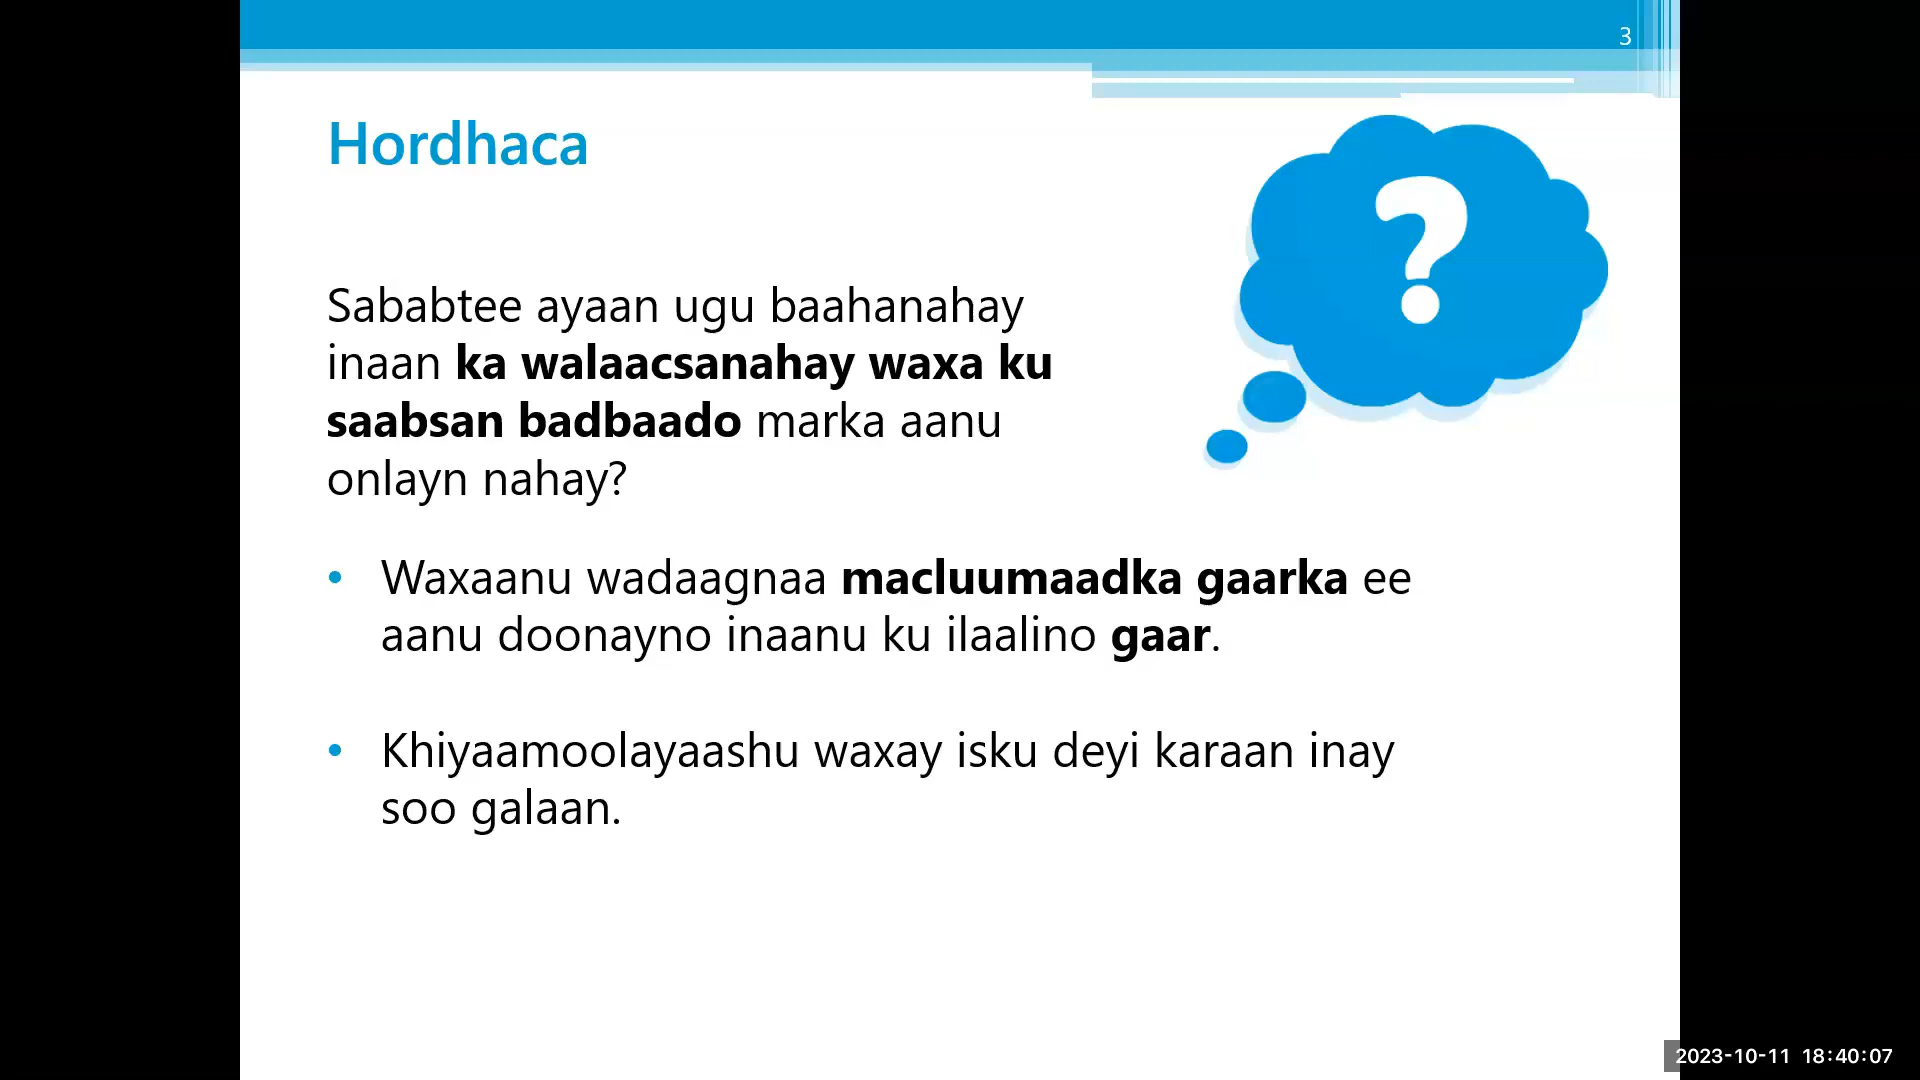 3
Hordhaca
?
Sababtee ayaan ugu baahanahay
inaan ka walaacsanahay waxa ku
saabsan badbaado marka aanu
onlayn nahay?
• Waxaanu wadaagnaa macluumaadka gaarka ee
aanu doonayno inaanu ku ilaalino gaar.
• Khiyaamoolayaashu waxay isku deyi karaan inay
soo galaan.
2023-10-11 18:40:07